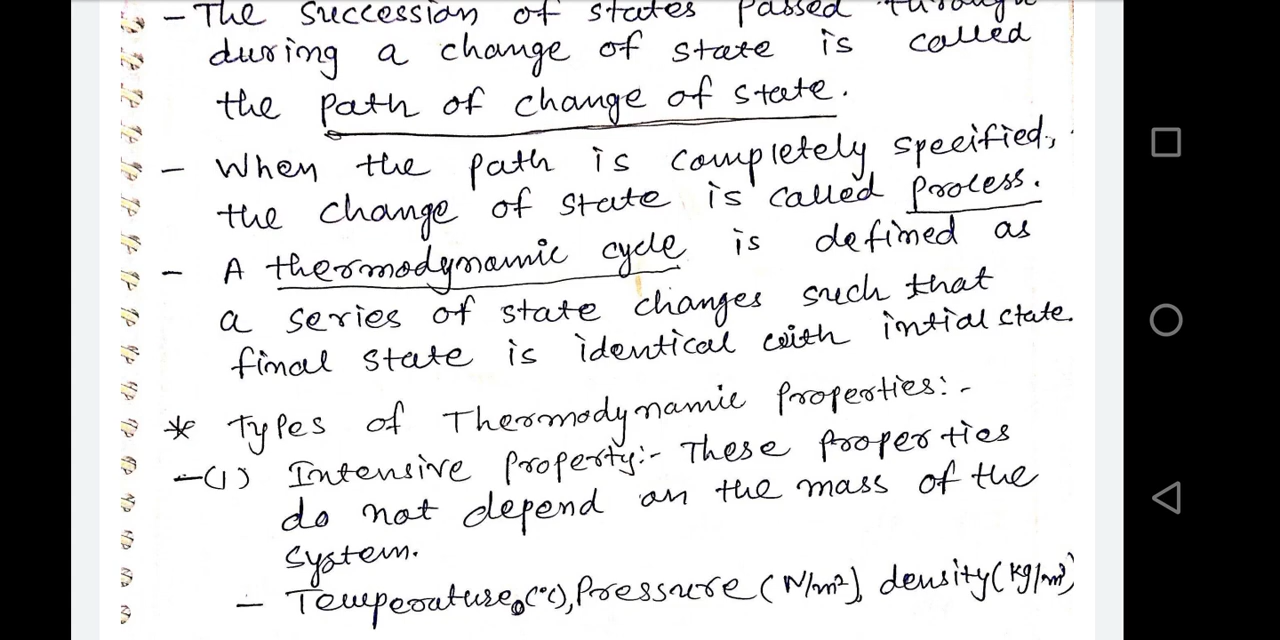 - The succession of states passed through
during a change of state is called
the path of change of state.
- When the path is completely specified,
the change of state is called process.
- A thermodynamic cycle is defined as
a series of state changes such that
final state is identical with intial state.
* Types of Thermodynamic Properties:-
-(1) Intensive Property:- These properties
do not depend on the mass of the
system.
- Temperature (°c), Pressure (N/m²), density (kg/m³)